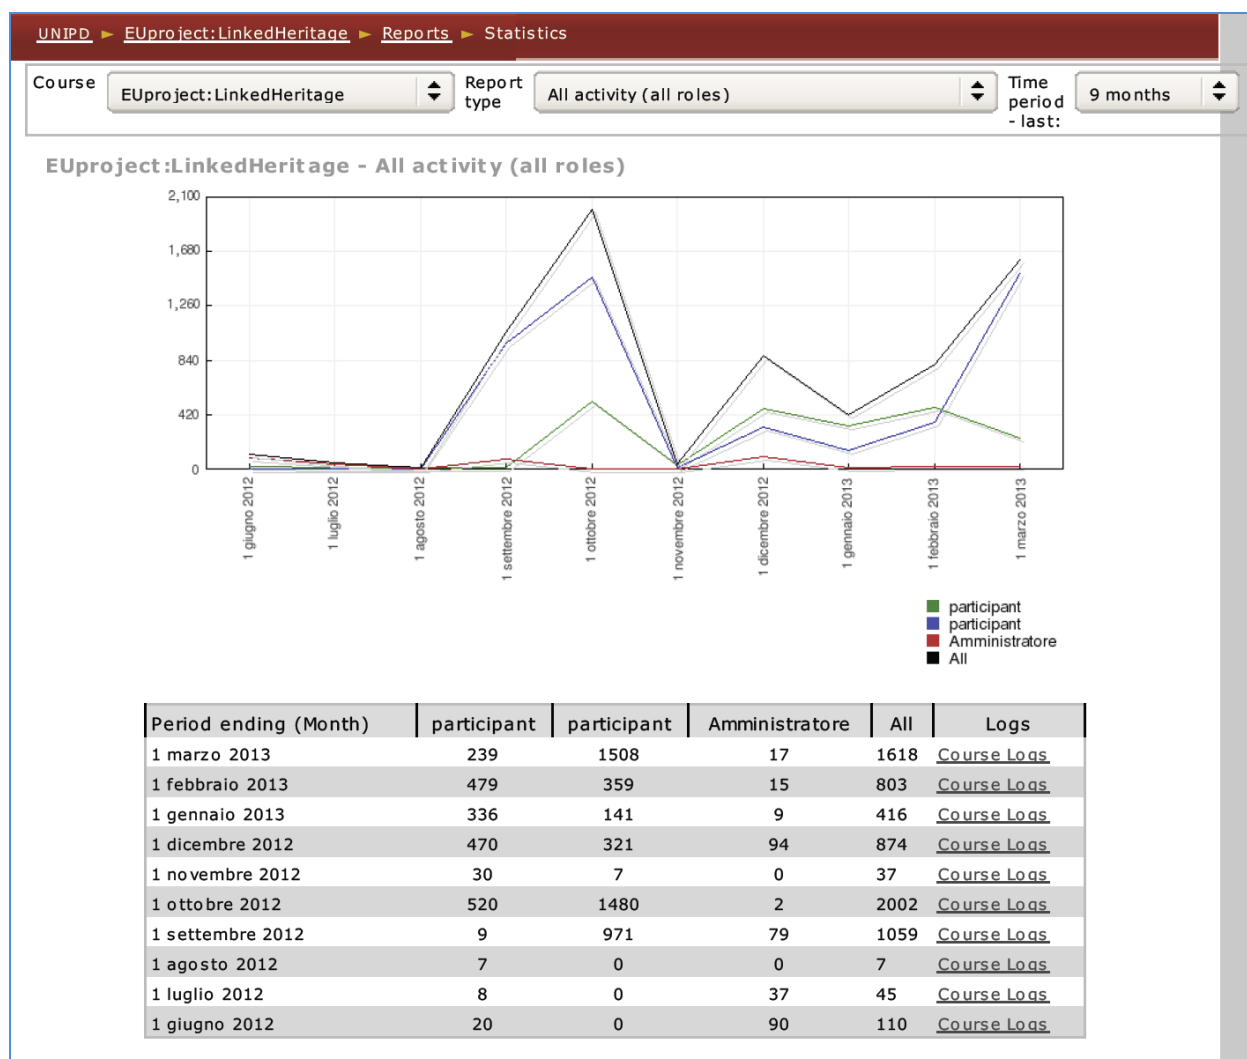 UNIPD ► EUproject:LinkedHeritage ► Reports ► Statistics
Course EUproject:LinkedHeritage Report type All activity (all roles) Time period - last: 9 months
EUproject:LinkedHeritage - All activity (all roles)
2,100
1,680
1,260
840
420
0
1 giugno 2012
1 luglio 2012
1 agosto 2012
1 settembre 2012
1 ottobre 2012
1 novembre 2012
1 dicembre 2012
1 gennaio 2013
1 febbraio 2013
1 marzo 2013
participant
participant
Amministratore
All
Period ending (Month) participant participant Amministratore All Logs
1 marzo 2013 239 1508 17 1618 Course Logs
1 febbraio 2013 479 359 15 803 Course Logs
1 gennaio 2013 336 141 9 416 Course Logs
1 dicembre 2012 470 321 94 874 Course Logs
1 novembre 2012 30 7 0 37 Course Logs
1 ottobre 2012 520 1480 2 2002 Course Logs
1 settembre 2012 9 971 79 1059 Course Logs
1 agosto 2012 7 0 0 7 Course Logs
1 luglio 2012 8 0 37 45 Course Logs
1 giugno 2012 20 0 90 110 Course Logs